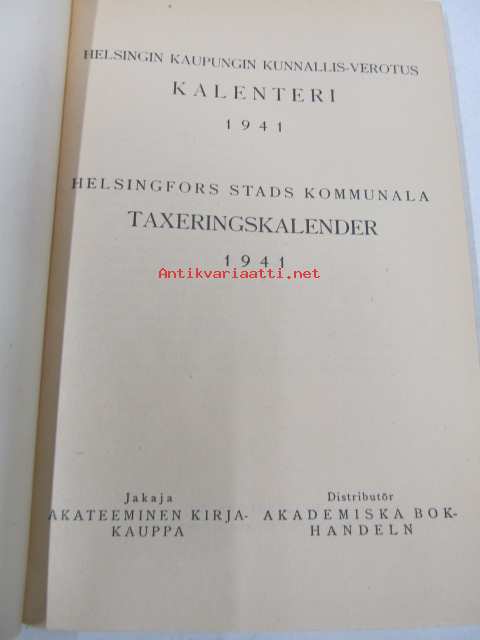 HELSINGIN KAUPUNGIN KUNNALLIS-VEROTUS
KALENTERI
1941
HELSINGFORS STADS KOMMUNALA
TAXERINGSKALENDER
1941
Antikvariaatti.net
Jakaja
AKATEEMINEN KIRJA-
KAUPPA
Distributör
AKADEMISKA BOK-
HANDELN